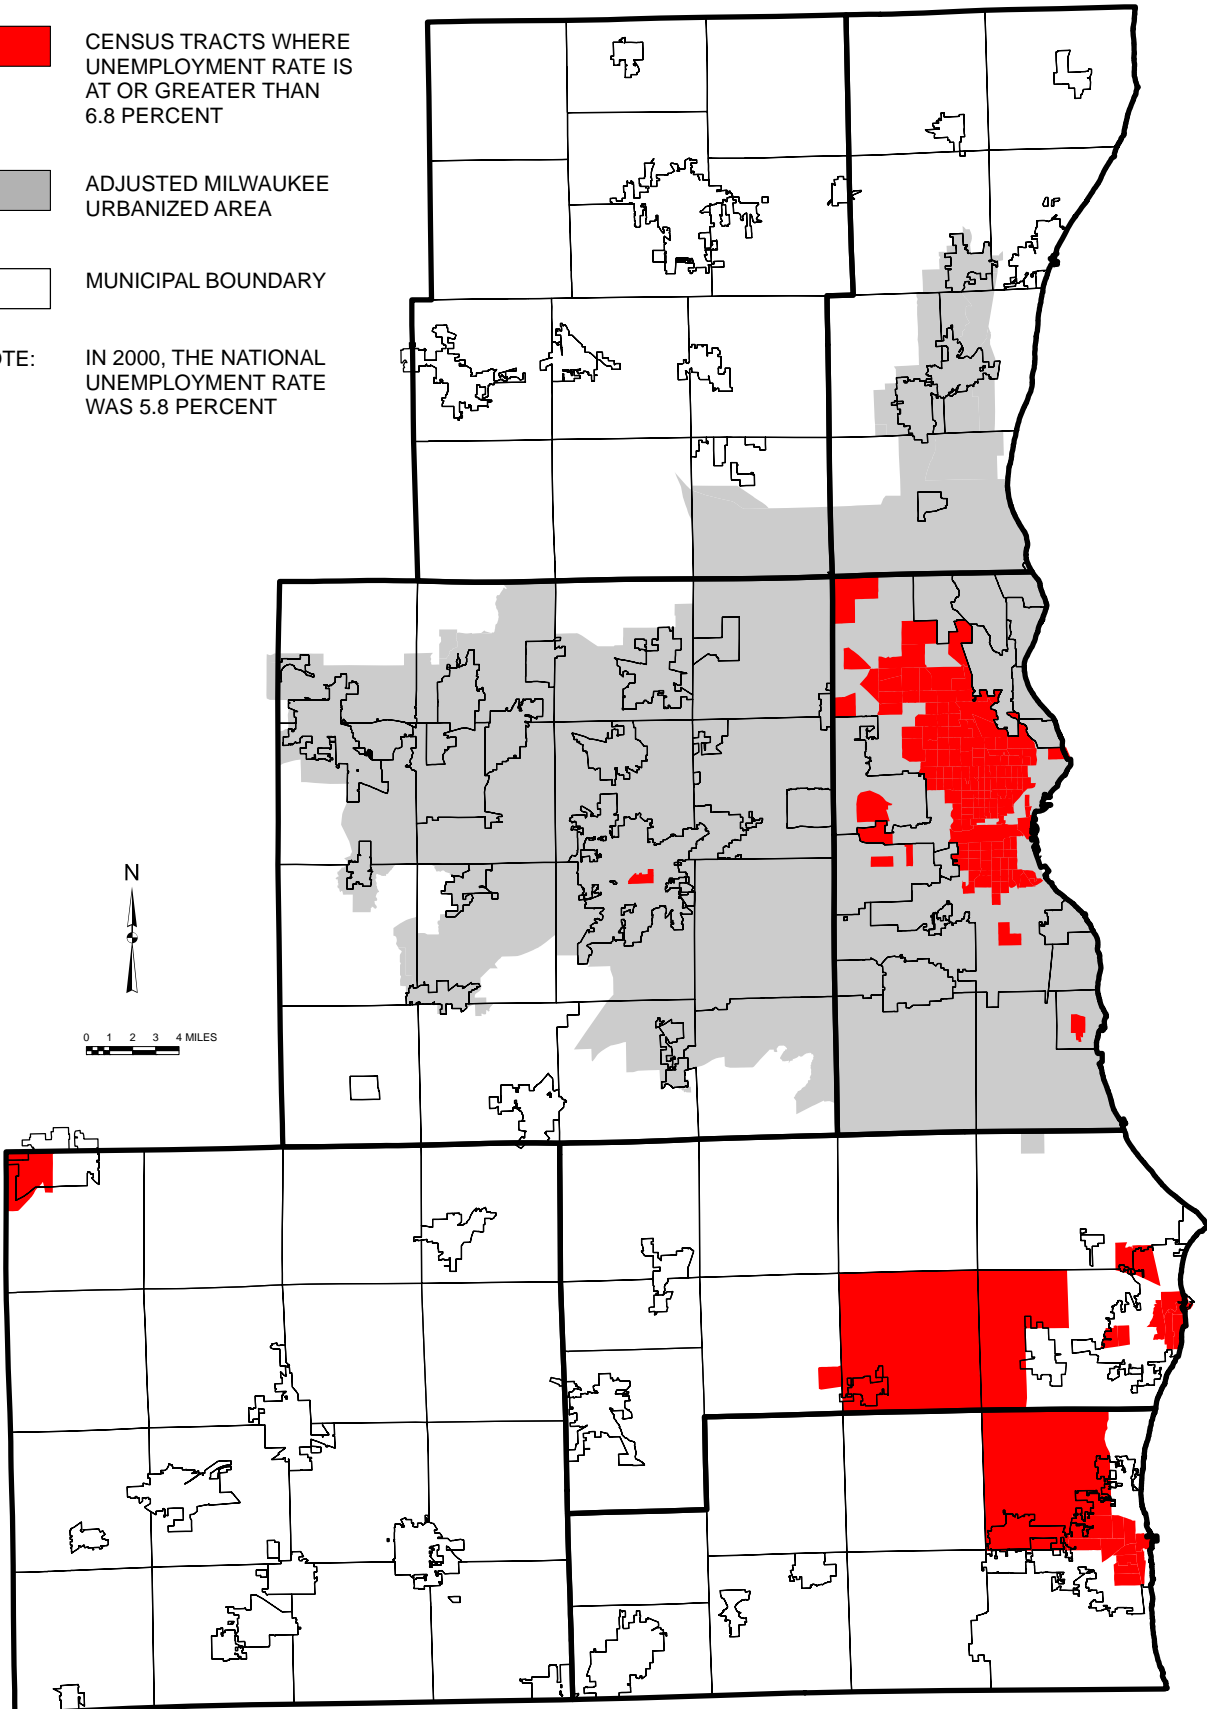 CENSUS TRACTS WHERE
UNEMPLOYMENT RATE IS
AT OR GREATER THAN
6.8 PERCENT
ADJUSTED MILWAUKEE
URBANIZED AREA
MUNICIPAL BOUNDARY
OTE: IN 2000, THE NATIONAL
UNEMPLOYMENT RATE
WAS 5.8 PERCENT
N
0 1 2 3 4 MILES